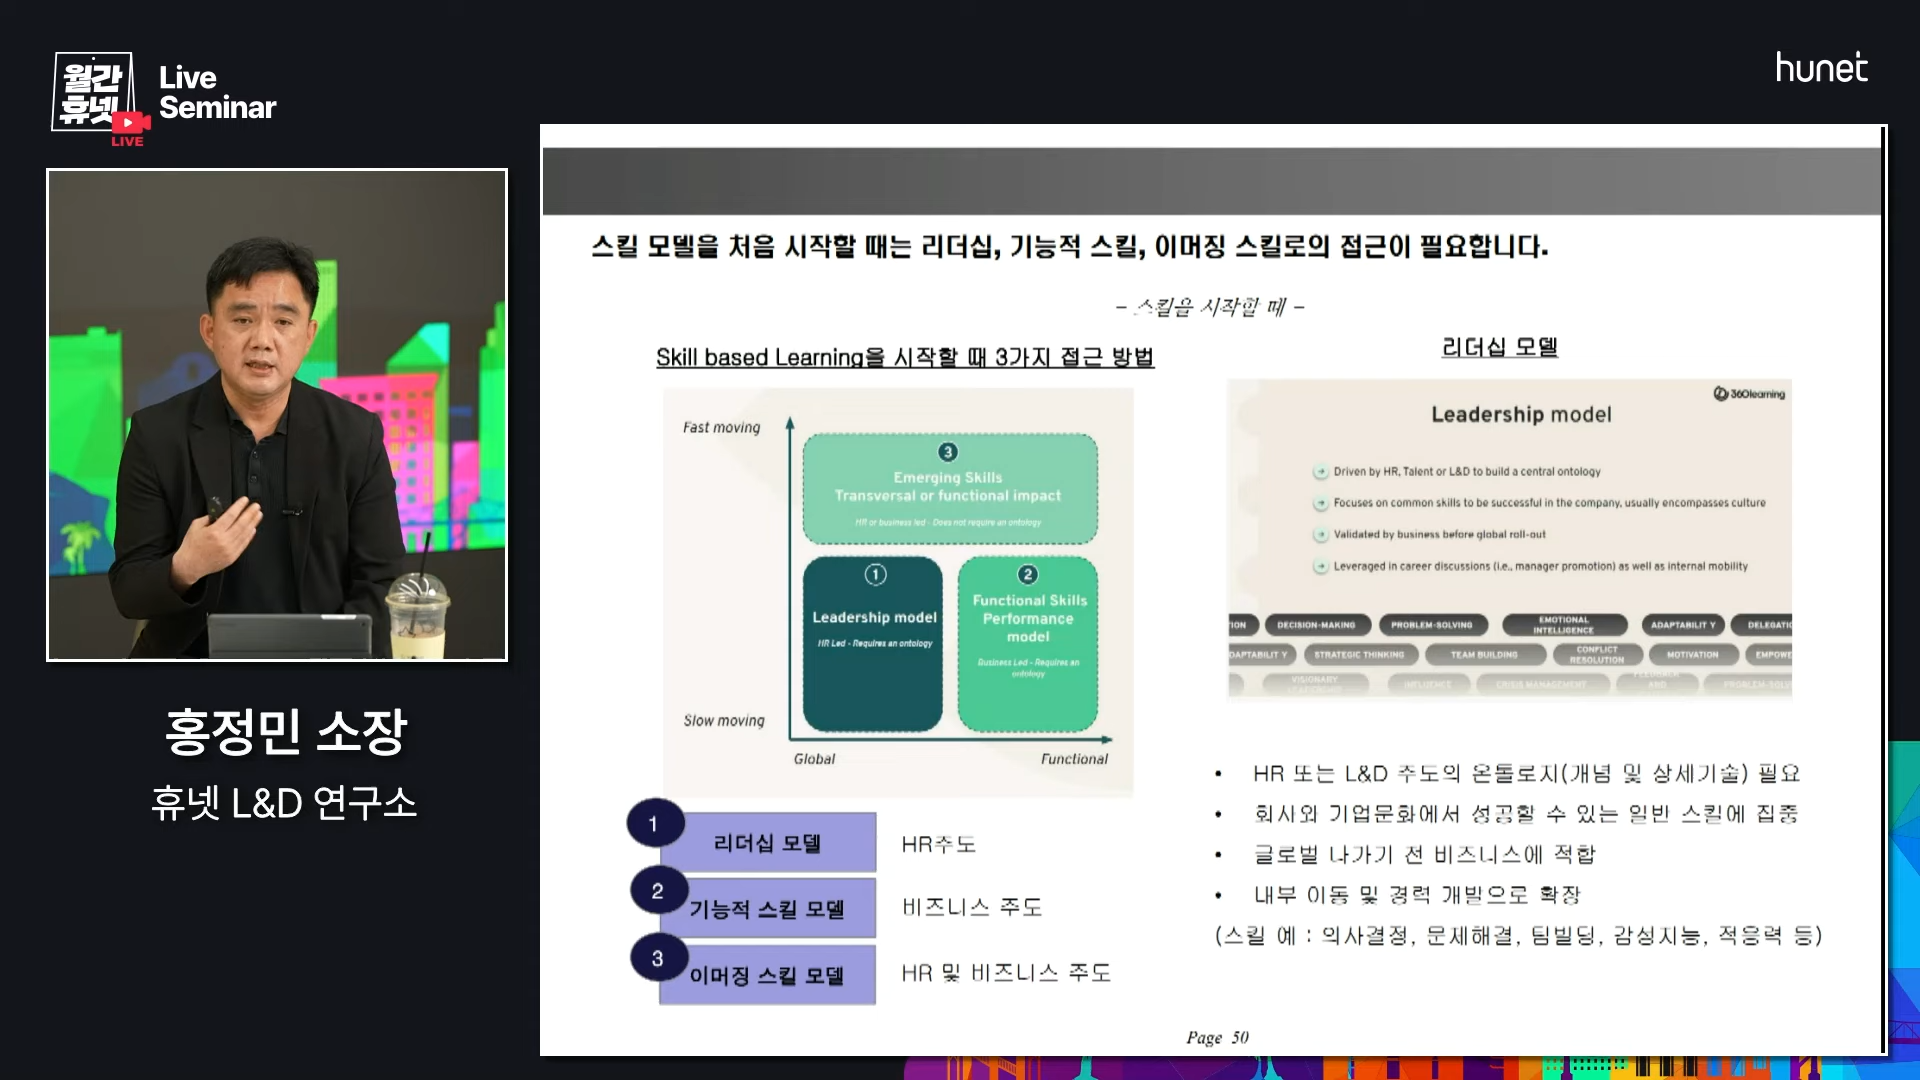 월간
휴넷
LIVE
Live
Seminar
hunet
홍정민 소장
휴넷 L&D 연구소
스킬 모델을 처음 시작할 때는 리더십, 기능적 스킬, 이머징 스킬로의 접근이 필요합니다.
– 스킬을 시작할 때 –
Skill based Learning을 시작할 때 3가지 접근 방법
Fast moving
3
Emerging Skills
Transversal or functional impact
HR or business led - Does not require an ontology
1
Leadership model
HR Led - Requires an ontology
2
Functional Skills
Performance
model
Business Led - Requires an
ontology
Slow moving
Global
Functional
1
리더십 모델
HR주도
2
기능적 스킬 모델
비즈니스 주도
3
이머징 스킬 모델
HR 및 비즈니스 주도
리더십 모델
360learning
Leadership model
Driven by HR, Talent or L&D to build a central ontology
Focuses on common skills to be successful in the company, usually encompasses culture
Validated by business before global roll-out
Leveraged in career discussions (i.e., manager promotion) as well as internal mobility
ION
DECISION-MAKING
PROBLEM-SOLVING
EMOTIONAL
INTELLIGENCE
ADAPTABILIT Y
DELEGATIO
DAPTABILIT Y
STRATEGIC THINKING
TEAM BUILDING
CONFLICT
RESOLUTION
MOTIVATION
EMPOWE
VISIONARY
LEADERSHIP
INFLUENCE
CRISIS MANAGEMENT
FEEDBACK
AND
PROBLEM-SOLV
• HR 또는 L&D 주도의 온톨로지(개념 및 상세기술) 필요
• 회사와 기업문화에서 성공할 수 있는 일반 스킬에 집중
• 글로벌 나가기 전 비즈니스에 적합
• 내부 이동 및 경력 개발으로 확장
(스킬 예 : 의사결정, 문제해결, 팀빌딩, 감성지능, 적응력 등)
Page 50